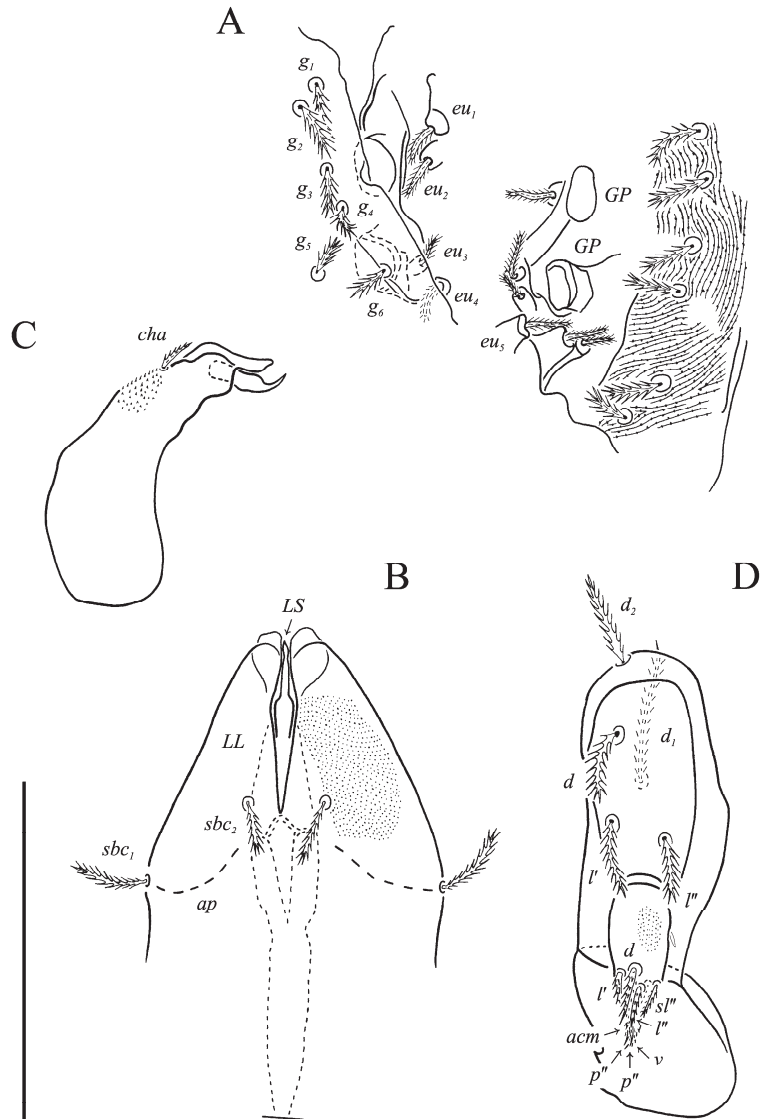 A
g1
g2
g3
g4
g5
g6
eu1
eu2
eu3
eu4
eu5
GP
GP
C
cha
B
LS
LL
sbc2
sbc1
ap
D
d2
d1
d
l'
l"
d
l'
sl"
l"
acm
p"
p"
v